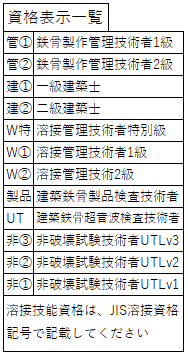 資格表示一覧
管① 鉄骨製作管理技術者1級
管② 鉄骨製作管理技術者2級
建① 一級建築士
建② 二級建築士
W特 溶接管理技術者特別級
W① 溶接管理技術者1級
W② 溶接管理技術2級
製品 建築鉄骨製品検査技術者
UT 建築鉄骨超音波検査技術者
非③ 非破壊試験技術者UTLv3
非② 非破壊試験技術者UTLv2
非① 非破壊試験技術者UTLv1
溶接技能資格は、JIS溶接資格
記号で記載してください